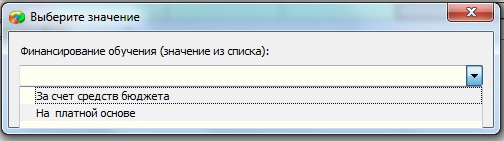 Выберите значение
Финансирование обучения (значение из списка):
За счет средств бюджета
На платной основе